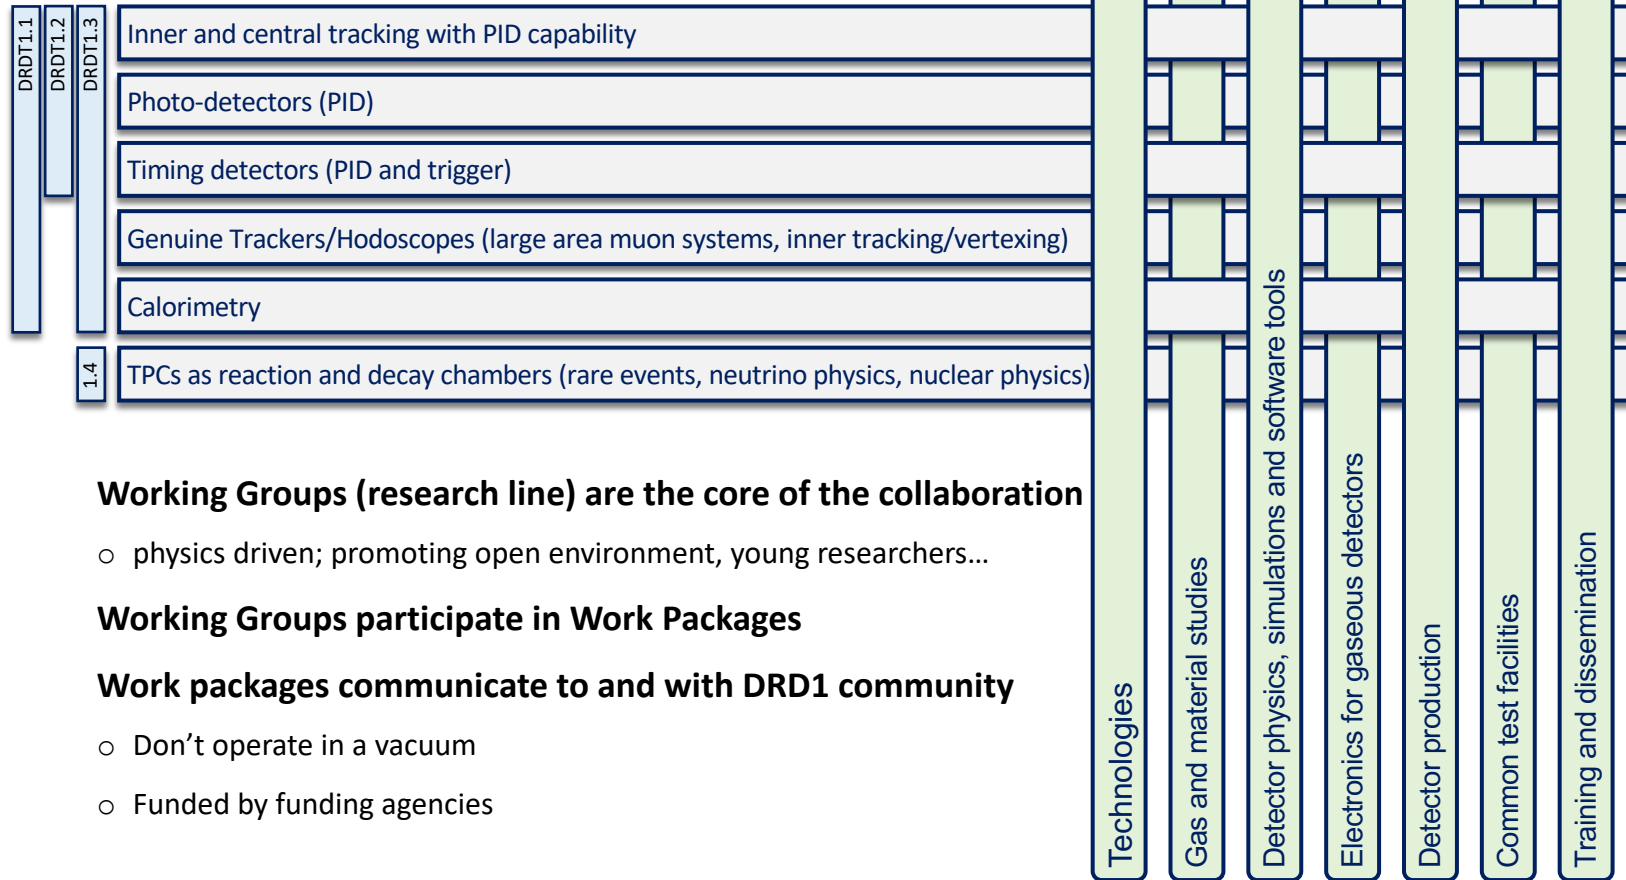 DRDT1.1
DRDT1.2
DRDT1.3
Inner and central tracking with PID capability
Photo-detectors (PID)
Timing detectors (PID and trigger)
Genuine Trackers/Hodoscopes (large area muon systems, inner tracking/vertexing)
Calorimetry
1.4
TPCs as reaction and decay chambers (rare events, neutrino physics, nuclear physics)
Working Groups (research line) are the core of the collaboration
o physics driven; promoting open environment, young researchers…
Working Groups participate in Work Packages
Work packages communicate to and with DRD1 community
o Don't operate in a vacuum
o Funded by funding agencies
Technologies
Gas and material studies
Detector physics, simulations and software tools
Electronics for gaseous detectors
Detector production
Common test facilities
Training and dissemination